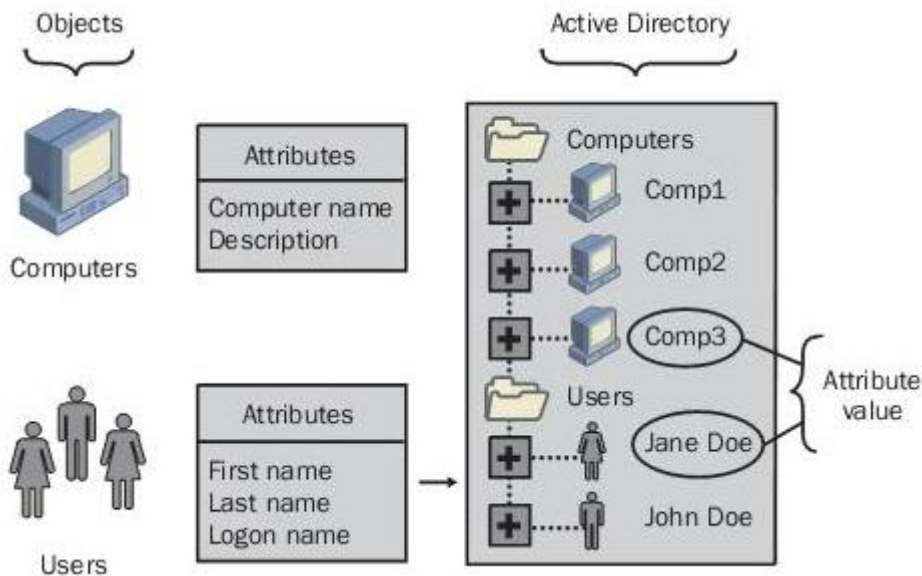 Objects
Active Directory
Computers
Attributes
Computer name
Description
Computers
Comp1
Comp2
Comp3
Users
Attributes
First name
Last name
Logon name
Users
Jane Doe
John Doe
Attribute
value